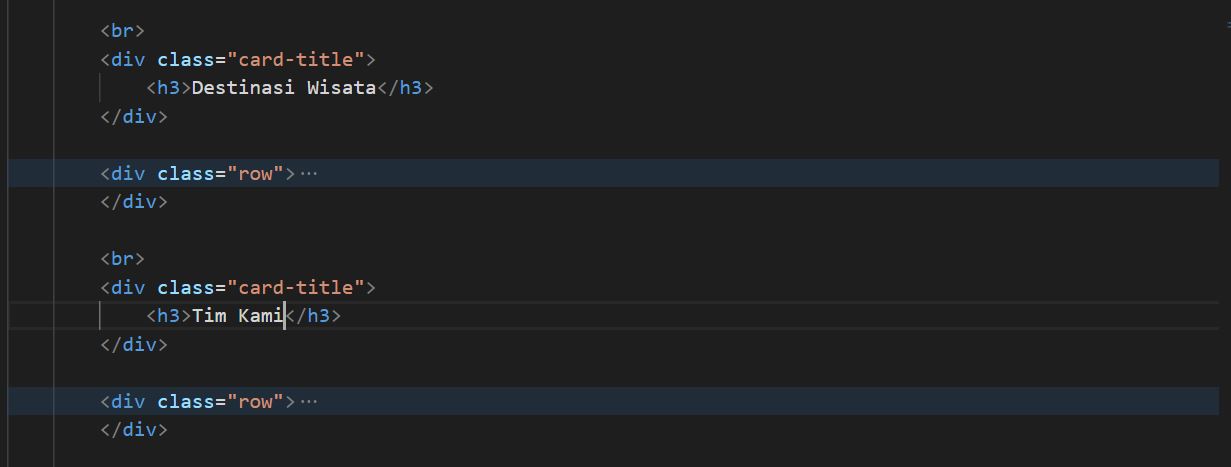 <br>
<div class="card-title">
<h3>Destinasi Wisata</h3>
</div>
<div class="row">···
</div>
<br>
<div class="card-title">
<h3>Tim Kami</h3>
</div>
<div class="row">···
</div>